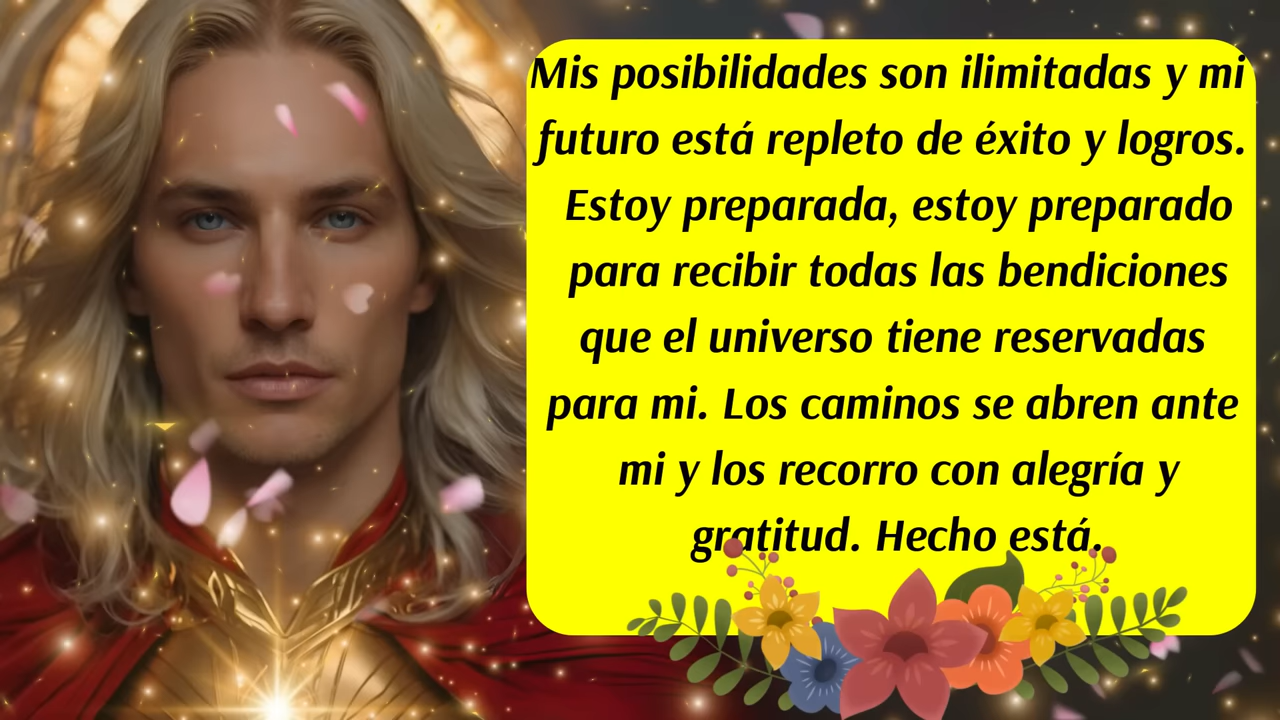 Mis posibilidades son ilimitadas y mi
futuro está repleto de éxito y logros.
Estoy preparada, estoy preparado
para recibir todas las bendiciones
que el universo tiene reservadas
para mi. Los caminos se abren ante
mi y los recorro con alegría y
gratitud. Hecho está.